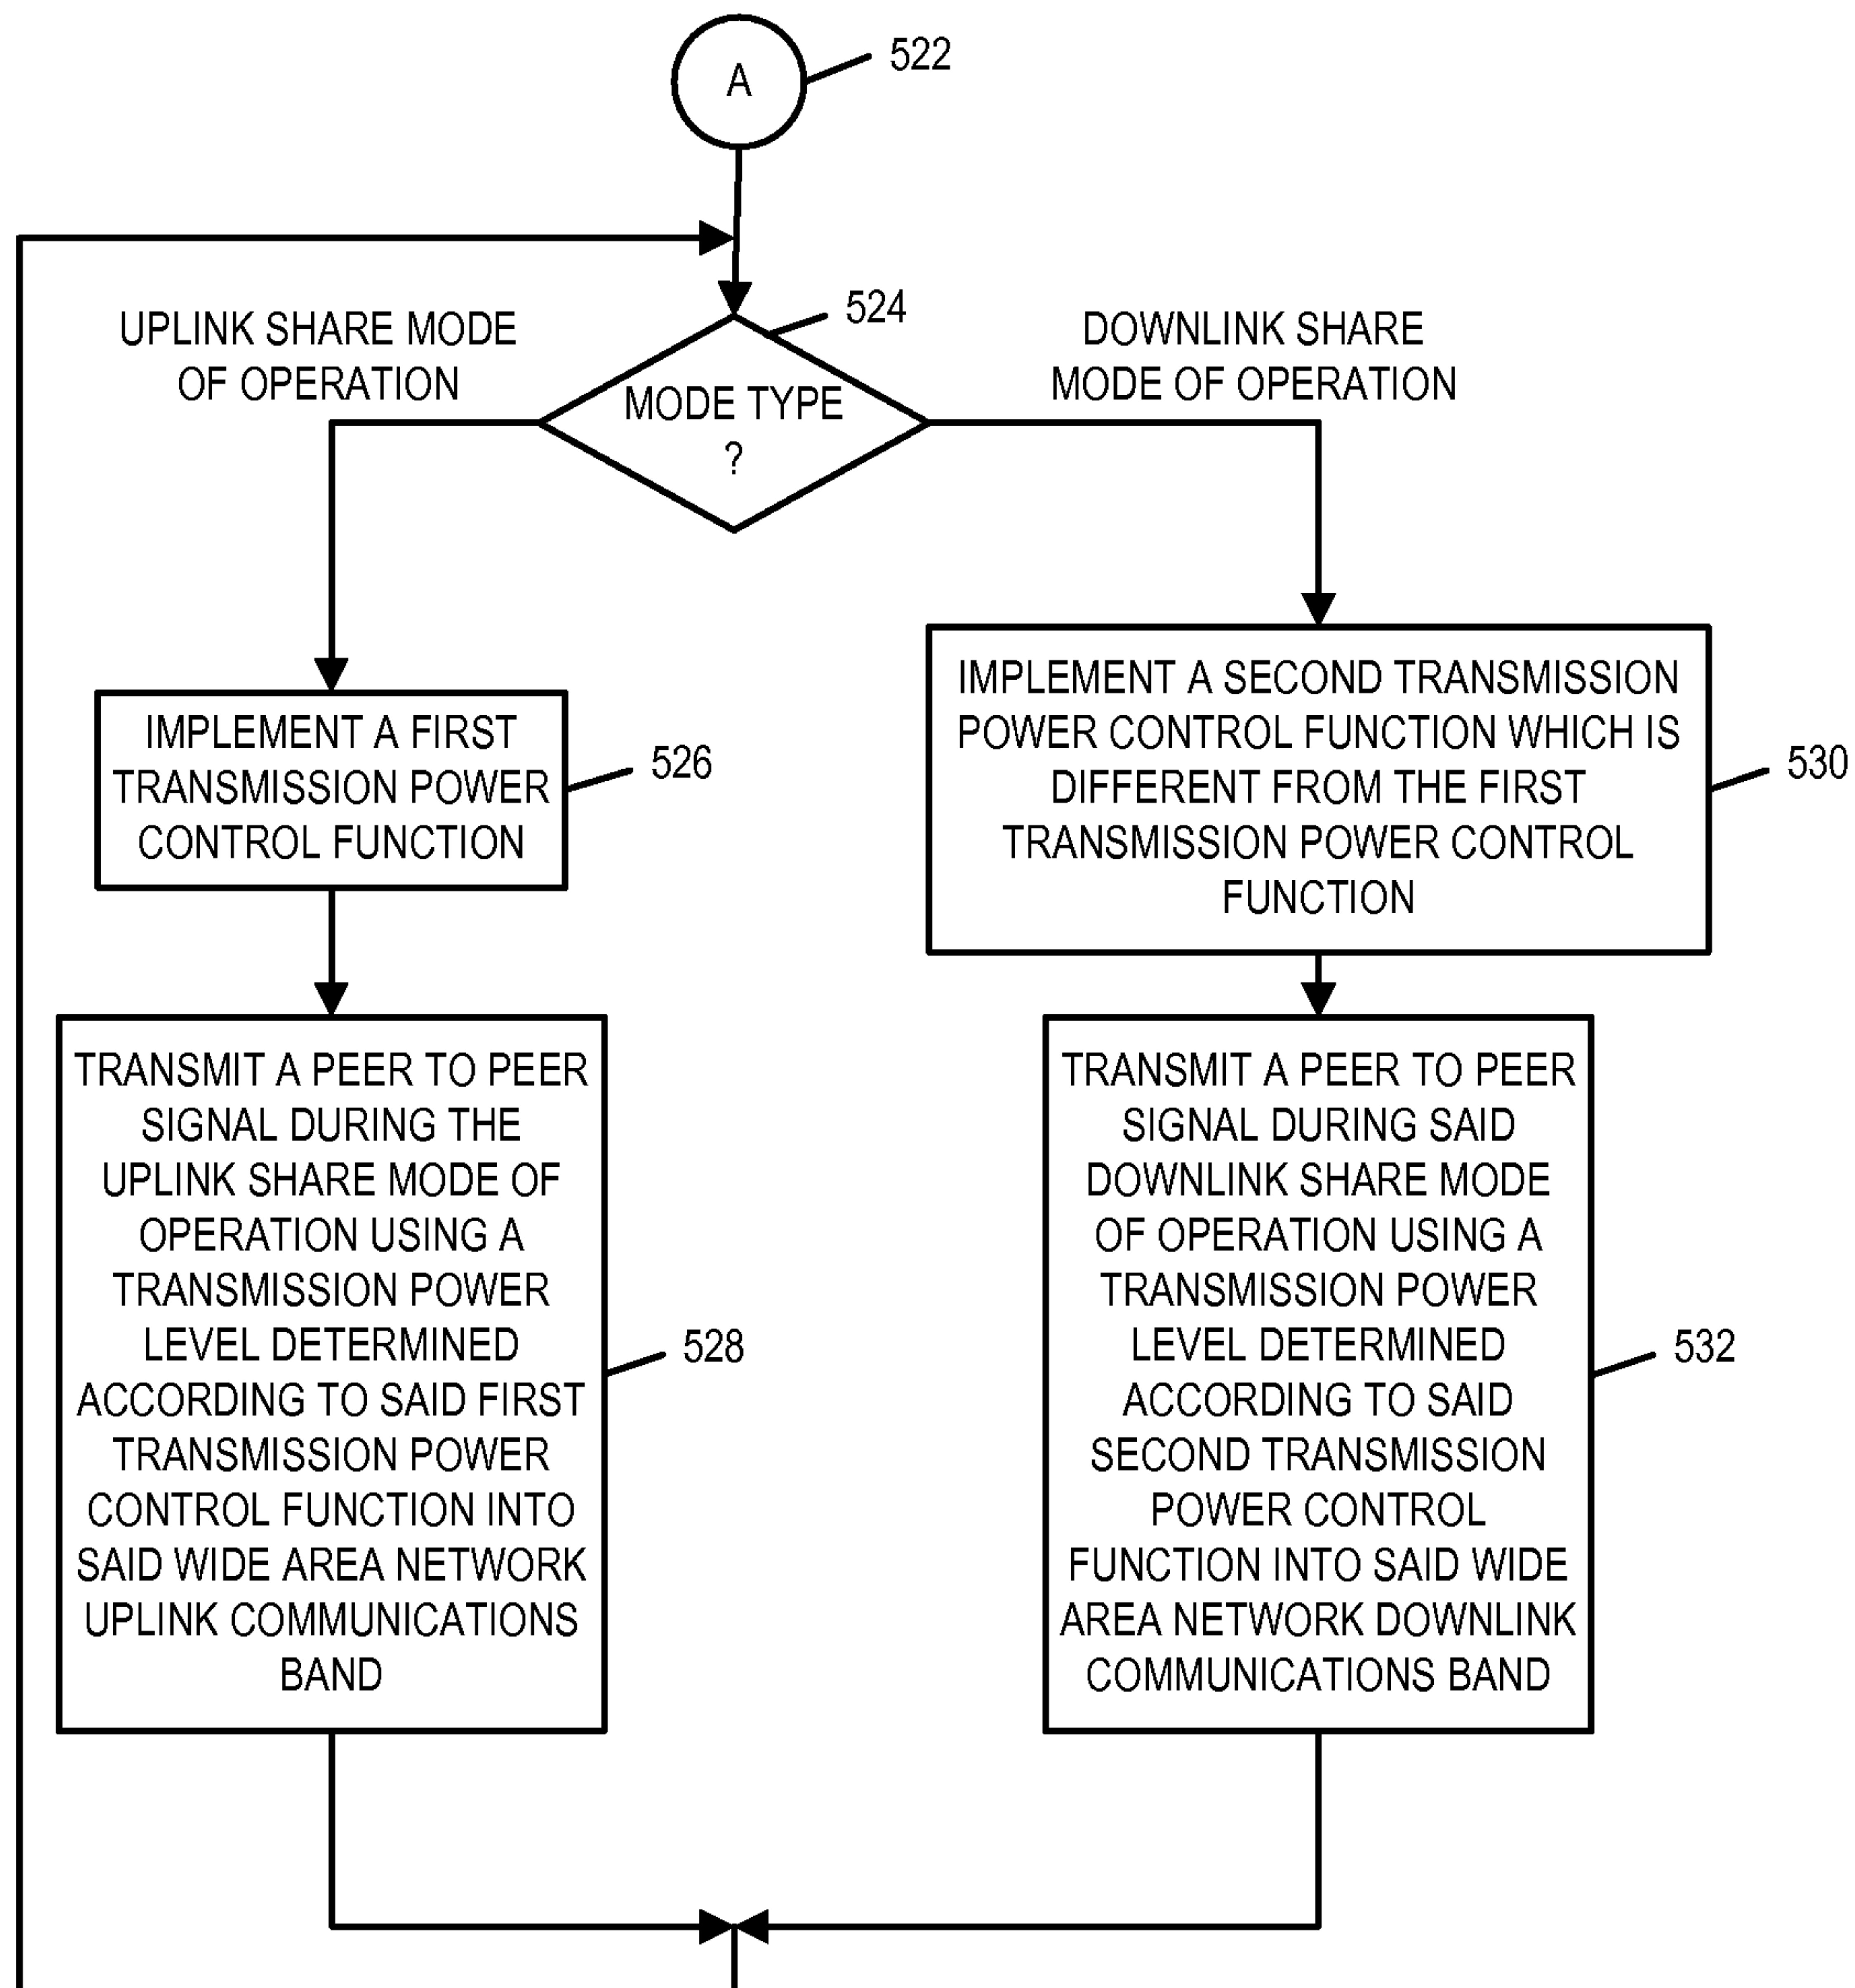 A
522
524
UPLINK SHARE MODE
OF OPERATION
DOWNLINK SHARE
MODE OF OPERATION
MODE TYPE
?
IMPLEMENT A FIRST
TRANSMISSION POWER
CONTROL FUNCTION
526
IMPLEMENT A SECOND TRANSMISSION
POWER CONTROL FUNCTION WHICH IS
DIFFERENT FROM THE FIRST
TRANSMISSION POWER CONTROL
FUNCTION
530
TRANSMIT A PEER TO PEER
SIGNAL DURING THE
UPLINK SHARE MODE OF
OPERATION USING A
TRANSMISSION POWER
LEVEL DETERMINED
ACCORDING TO SAID FIRST
TRANSMISSION POWER
CONTROL FUNCTION INTO
SAID WIDE AREA NETWORK
UPLINK COMMUNICATIONS
BAND
528
TRANSMIT A PEER TO PEER
SIGNAL DURING SAID
DOWNLINK SHARE MODE
OF OPERATION USING A
TRANSMISSION POWER
LEVEL DETERMINED
ACCORDING TO SAID
SECOND TRANSMISSION
POWER CONTROL
FUNCTION INTO SAID WIDE
AREA NETWORK DOWNLINK
COMMUNICATIONS BAND
532